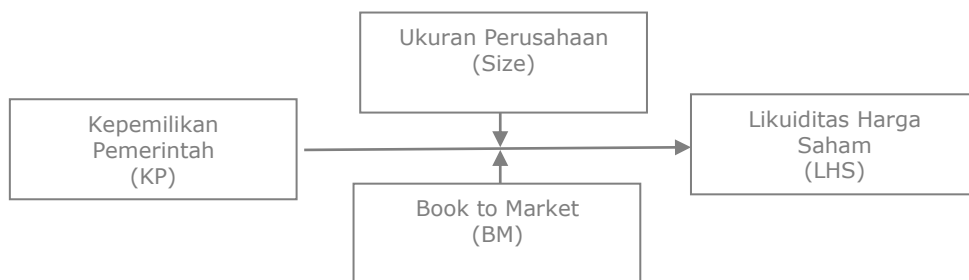 Ukuran Perusahaan
(Size)
Kepemilikan
Pemerintah
(KP)
Likuiditas Harga
Saham
(LHS)
Book to Market
(BM)